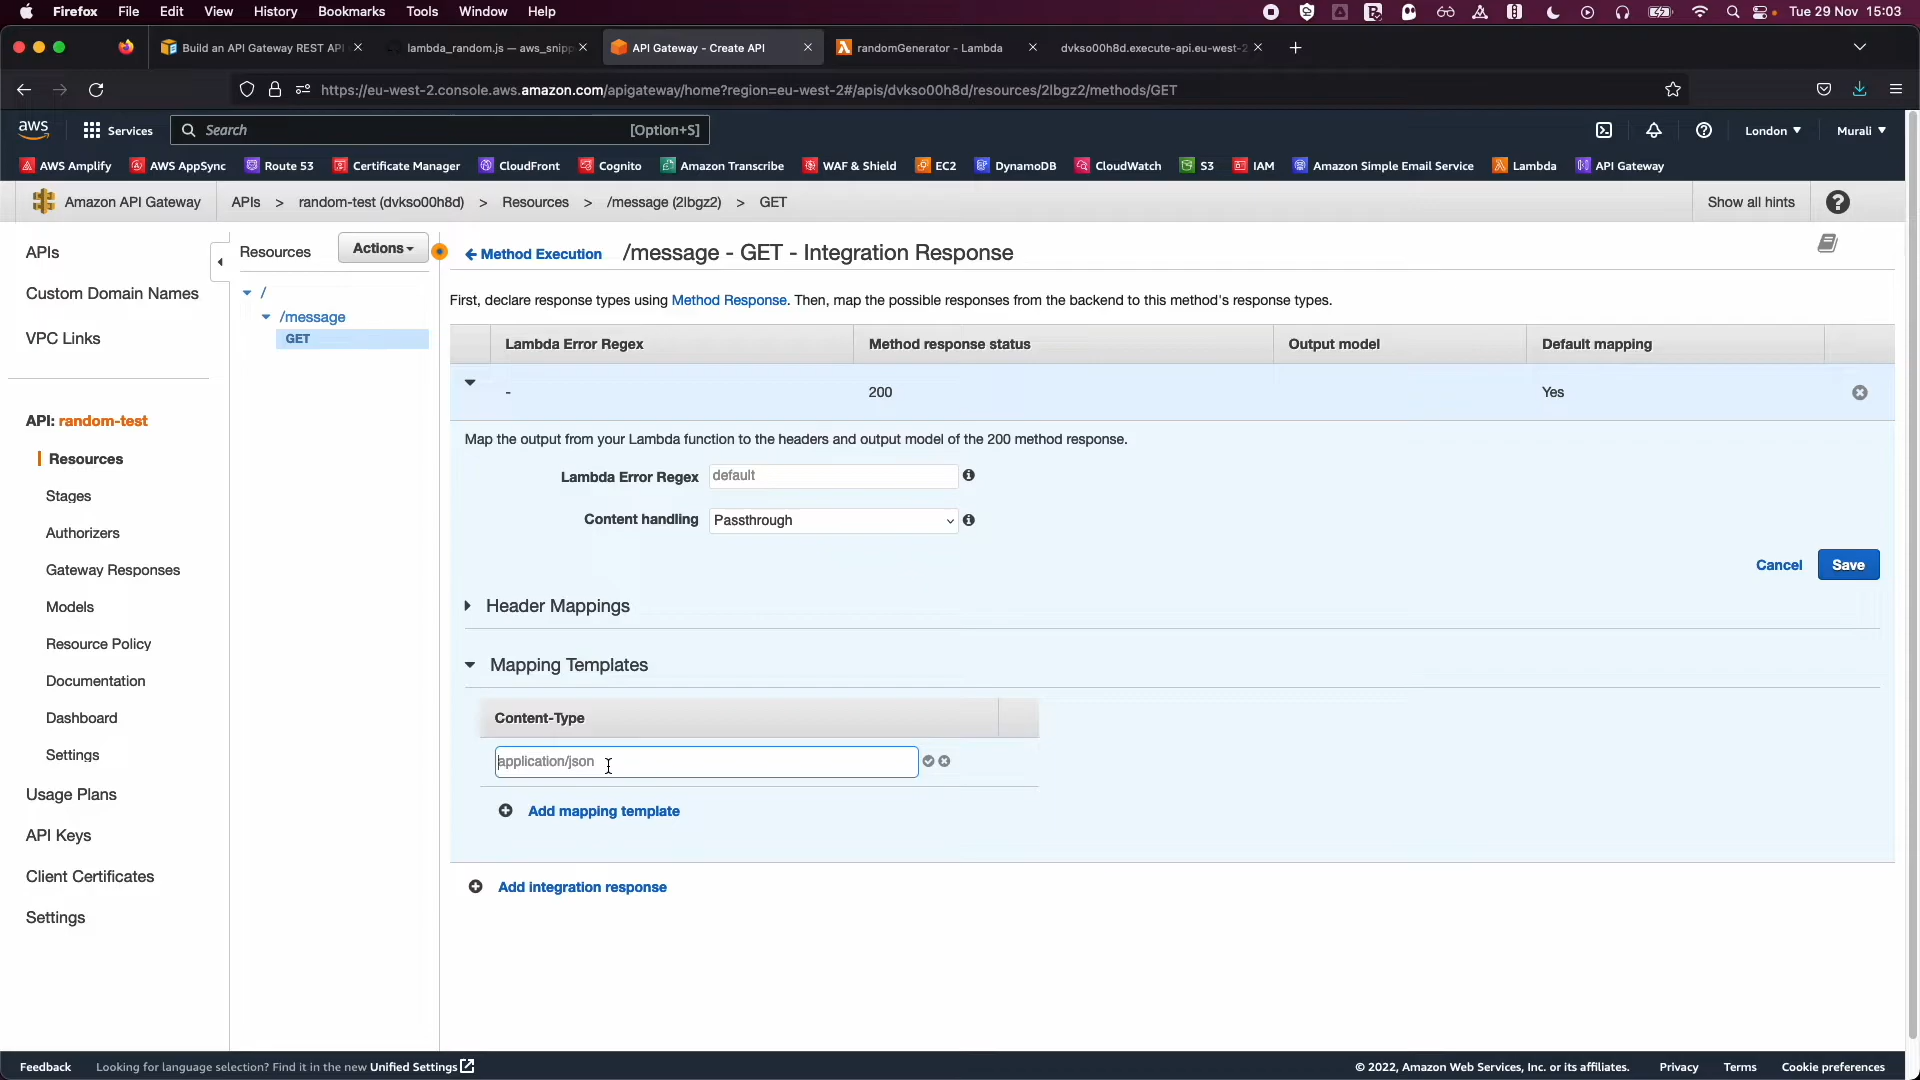 Firefox File Edit View History Bookmarks Tools Window Help Tue 29 Nov 15:03
Build an API Gateway REST API lambda_random.js — aws_snipp API Gateway - Create API randomGenerator - Lambda dvkso00h8d.execute-api.eu-west-2
https://eu-west-2.console.aws.amazon.com/apigateway/home?region=eu-west-2#/apis/dvkso00h8d/resources/2lbgz2/methods/GET
aws Services Search [Option+S] London Murali
AWS Amplify AWS AppSync Route 53 Certificate Manager CloudFront Cognito Amazon Transcribe WAF & Shield EC2 DynamoDB CloudWatch S3 IAM Amazon Simple Email Service Lambda API Gateway
Amazon API Gateway APIs > random-test (dvkso00h8d) > Resources > /message (2lbgz2) > GET Show all hints
APIs
Custom Domain Names
VPC Links
API: random-test
Resources
Stages
Authorizers
Gateway Responses
Models
Resource Policy
Documentation
Dashboard
Settings
Usage Plans
API Keys
Client Certificates
Settings
Resources Actions
/
/message
GET
Method Execution /message - GET - Integration Response
First, declare response types using Method Response. Then, map the possible responses from the backend to this method's response types.
Lambda Error Regex Method response status Output model Default mapping
- 200 Yes
Map the output from your Lambda function to the headers and output model of the 200 method response.
Lambda Error Regex default
Content handling Passthrough
Cancel Save
Header Mappings
Mapping Templates
Content-Type
application/json
Add mapping template
Add integration response
Feedback Looking for language selection? Find it in the new Unified Settings © 2022, Amazon Web Services, Inc. or its affiliates. Privacy Terms Cookie preferences